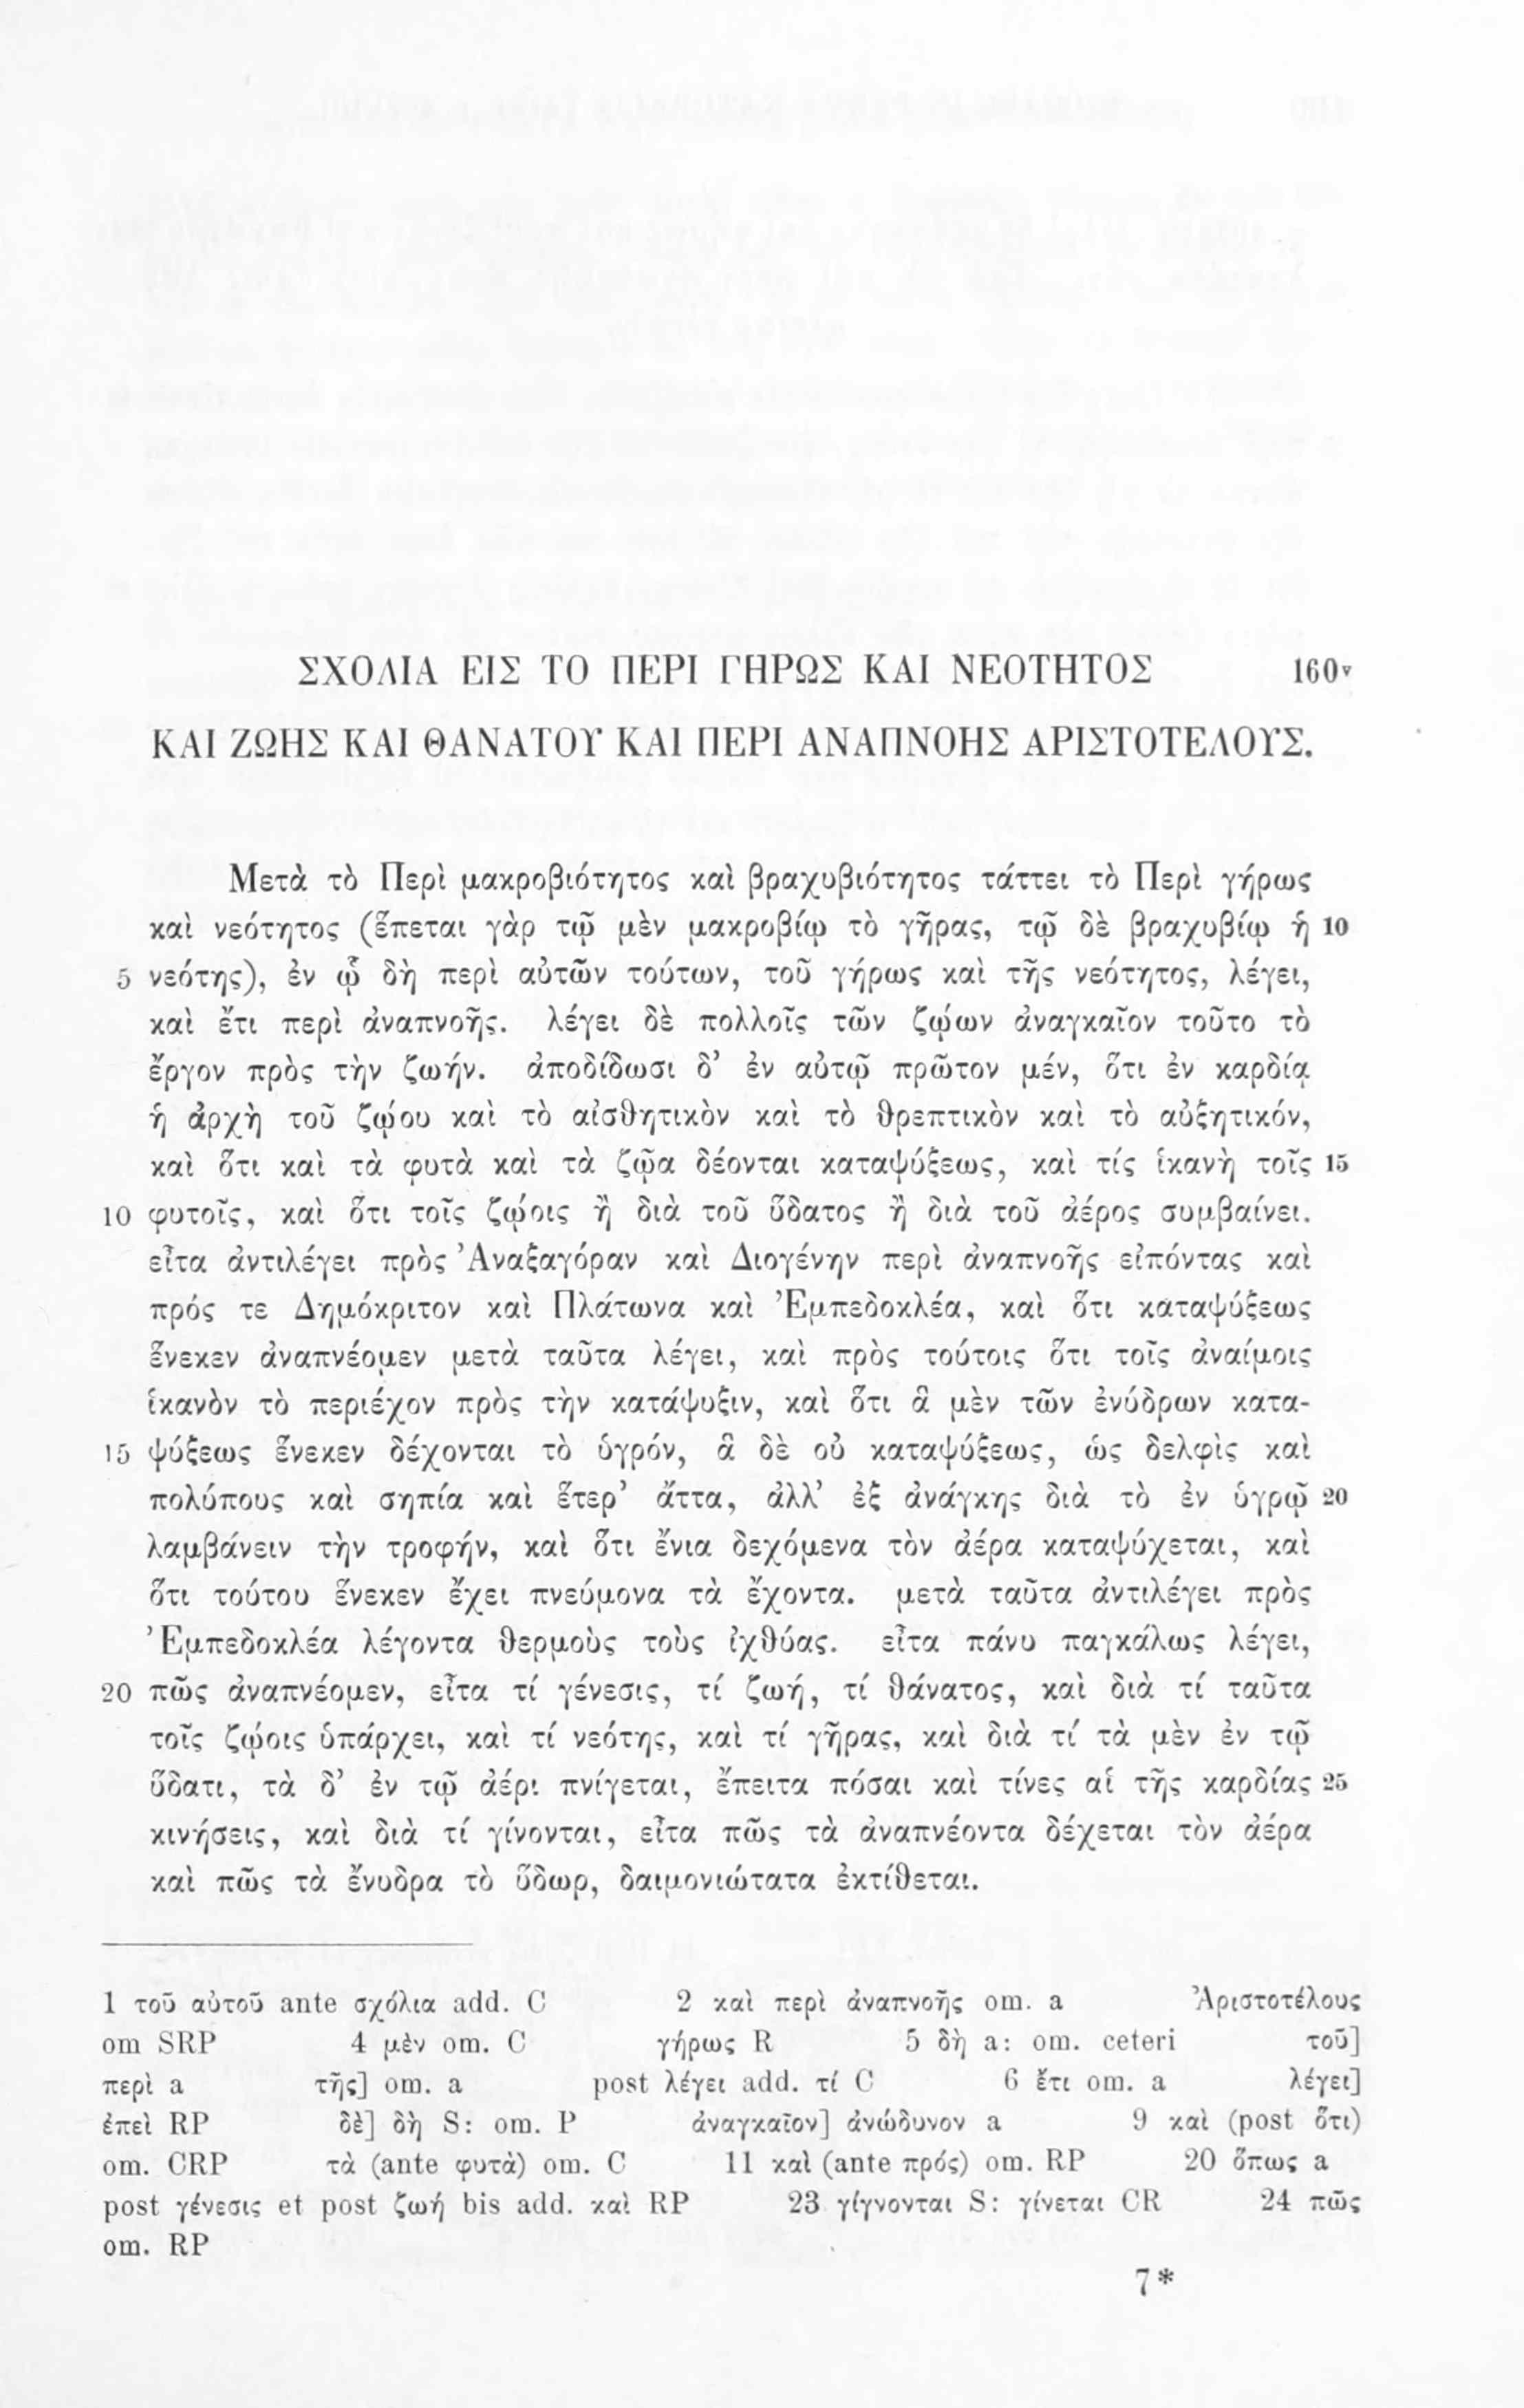 ΣΧΟΛΙΑ ΕΙΣ ΤΟ ΠΕΡΙ ΓΗΡΩΣ ΚΑΙ ΝΕΟΤΗΤΟΣ 160ᵛ
ΚΑΙ ΖΩΗΣ ΚΑΙ ΘΑΝΑΤΟΥ ΚΑΙ ΠΕΡΙ ΑΝΑΠΝΟΗΣ ΑΡΙΣΤΟΤΕΛΟΥΣ.
Μετὰ τὸ Περὶ μακροβιότητος καὶ βραχυβιότητος τάττει τὸ Περὶ γήρως
καὶ νεότητος (ἕπεται γὰρ τῷ μὲν μακροβίῳ τὸ γῆρας, τῷ δὲ βραχυβίῳ ἡ 10
5 νεότης), ἐν ᾧ δὴ περὶ αὐτῶν τούτων, τοῦ γήρως καὶ τῆς νεότητος, λέγει,
καὶ ἔτι περὶ ἀναπνοῆς. λέγει δὲ πολλοῖς τῶν ζῴων ἀναγκαῖον τοῦτο τὸ
ἔργον πρὸς τὴν ζωήν. ἀποδίδωσι δ’ ἐν αὐτῷ πρῶτον μέν, ὅτι ἐν καρδίᾳ
ἡ ἀρχὴ τοῦ ζῴου καὶ τὸ αἰσθητικὸν καὶ τὸ θρεπτικὸν καὶ τὸ αὐξητικόν,
καὶ ὅτι καὶ τὰ φυτὰ καὶ τὰ ζῷα δέονται καταψύξεως, καὶ τίς ἱκανὴ τοῖς 15
10 φυτοῖς, καὶ ὅτι τοῖς ζῴοις ἢ διὰ τοῦ ὕδατος ἢ διὰ τοῦ ἀέρος συμβαίνει.
εἶτα ἀντιλέγει πρὸς Ἀναξαγόραν καὶ Διογένην περὶ ἀναπνοῆς εἰπόντας καὶ
πρός τε Δημόκριτον καὶ Πλάτωνα καὶ Ἐμπεδοκλέα, καὶ ὅτι καταψύξεως
ἕνεκεν ἀναπνέομεν μετὰ ταῦτα λέγει, καὶ πρὸς τούτοις ὅτι τοῖς ἀναίμοις
ἱκανὸν τὸ περιέχον πρὸς τὴν κατάψυξιν, καὶ ὅτι ἃ μὲν τῶν ἐνύδρων κατα-
15 ψύξεως ἕνεκεν δέχονται τὸ ὑγρόν, ἃ δὲ οὐ καταψύξεως, ὡς δελφὶς καὶ
πολύπους καὶ σηπία καὶ ἕτερ’ ἄττα, ἀλλ’ ἐξ ἀνάγκης διὰ τὸ ἐν ὑγρῷ 20
λαμβάνειν τὴν τροφήν, καὶ ὅτι ἔνια δεχόμενα τὸν ἀέρα καταψύχεται, καὶ
ὅτι τούτου ἕνεκεν ἔχει πνεύμονα τὰ ἔχοντα. μετὰ ταῦτα ἀντιλέγει πρὸς
Ἐμπεδοκλέα λέγοντα θερμοὺς τοὺς ἰχθύας. εἶτα πάνυ παγκάλως λέγει,
20 πῶς ἀναπνέομεν, εἶτα τί γένεσις, τί ζωή, τί θάνατος, καὶ διὰ τί ταῦτα
τοῖς ζῴοις ὑπάρχει, καὶ τί νεότης, καὶ τί γῆρας, καὶ διὰ τί τὰ μὲν ἐν τῷ
ὕδατι, τὰ δ’ ἐν τῷ ἀέρι πνίγεται, ἔπειτα πόσαι καὶ τίνες αἱ τῆς καρδίας 25
κινήσεις, καὶ διὰ τί γίνονται, εἶτα πῶς τὰ ἀναπνέοντα δέχεται τὸν ἀέρα
καὶ πῶς τὰ ἔνυδρα τὸ ὕδωρ, δαιμονιώτατα ἐκτίθεται.
1 τοῦ αὐτοῦ ante σχόλια add. C 2 καὶ περὶ ἀναπνοῆς om. a Ἀριστοτέλους
om SRP 4 μὲν om. C γήρως R 5 δὴ a: om. ceteri τοῦ]
περὶ a τῆς] om. a post λέγει add. τί C 6 ἔτι om. a λέγει]
ἐπεὶ RP δὲ] δὴ S: om. P ἀναγκαῖον] ἀνώδυνον a 9 καὶ (post ὅτι)
om. CRP τὰ (ante φυτὰ) om. C 11 καὶ (ante πρός) om. RP 20 ὅπως a
post γένεσις et post ζωή bis add. καὶ RP 23 γίγνονται S: γίνεται CR 24 πῶς
om. RP
7*